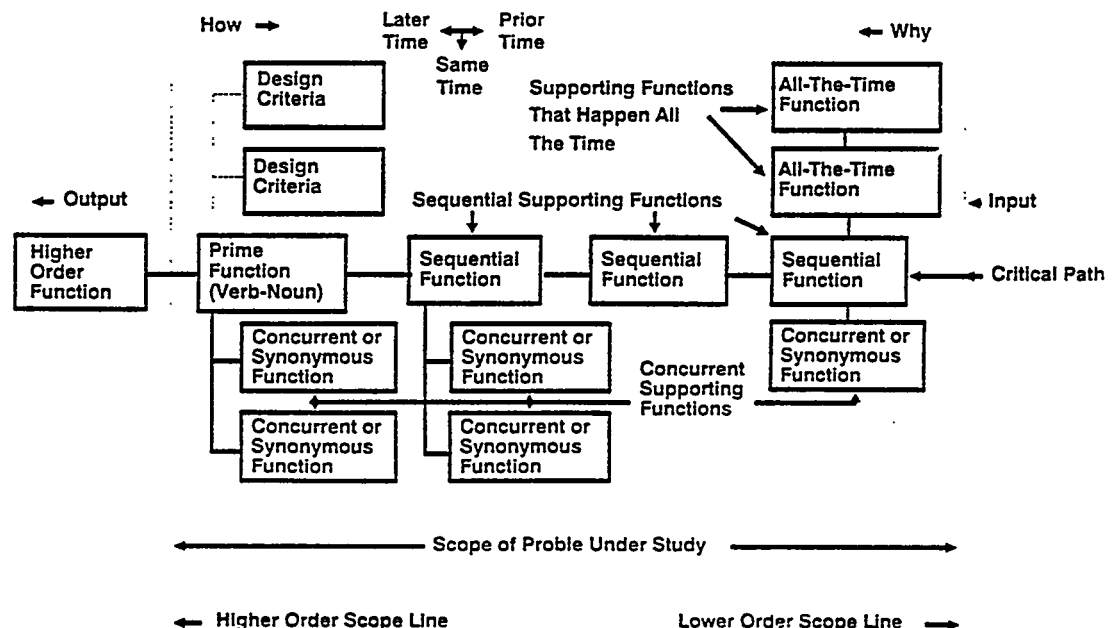 How
Later
Time
Prior
Time
Same
Time
Why
Design
Criteria
Supporting Functions
That Happen All
The Time
All-The-Time
Function
Design
Criteria
All-The-Time
Function
Output
Sequential Supporting Functions
Input
Higher
Order
Function
Prime
Function
(Verb-Noun)
Sequential
Function
Sequential
Function
Sequential
Function
Critical Path
Concurrent or
Synonymous
Function
Concurrent or
Synonymous
Function
Concurrent
Supporting
Functions
Concurrent or
Synonymous
Function
Concurrent or
Synonymous
Function
Concurrent or
Synonymous
Function
Scope of Proble Under Study
Higher Order Scope Line
Lower Order Scope Line